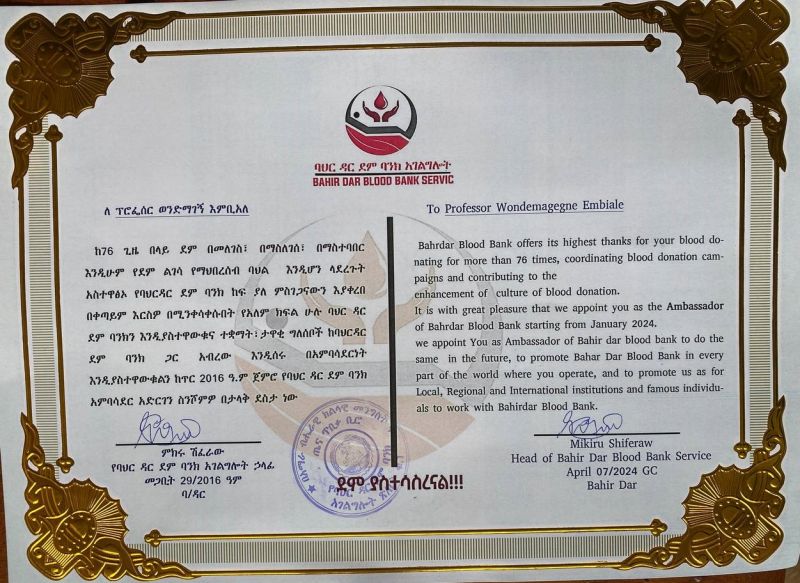 ባህር ዳር ደም ባንክ አገልግሎት
BAHIR DAR BLOOD BANK SERVIC
ለ ፕሮፌሰር ወንድማገኝ እምቢአለ
ከ76 ጊዜ በላይ ደም በመለገስ፣ በማስለገስ፣ በማስተባበር
እንዲሁም የደም ልገሳ የማህበረሰብ ባህል እንዲሆን ላደረጉት
አስተዋፅኦ የባህርዳር ደም ባንክ ከፍ ያለ ምስጋናውን እያቀረበ
በቀጣይም እርስዎ በሚንቀሳቀሱበት የአለም ክፍል ሁሉ ባህር ዳር
ደም ባንክን እንዲያስተዋውቁና ተቋማት፣ ታዋቂ ግለሰቦች ከባህርዳር
ደም ባንክ ጋር አብረው እንዲሰሩ በአምባሳደርነት
እንዲያስተዋውቁልን ከጥር 2016 ዓ.ም ጀምሮ የባህር ዳር ደም ባንክ
አምባሳደር አድርገን ስንሾምዎ በታላቅ ደስታ ነው
ምክሩ ሽፈራው
የባህር ዳር ደም ባንክ አገልግሎት ኃላፊ
መጋቢት 29/2016 ዓም
ባ/ዳር
To Professor Wondemagegne Embiale
Bahrdar Blood Bank offers its highest thanks for your blood do-
nating for more than 76 times, coordinating blood donation cam-
paigns and contributing to the
enhancement of culture of blood donation.
It is with great pleasure that we appoint you as the Ambassador
of Bahrdar Blood Bank starting from January 2024.
we appoint You as Ambassador of Bahir dar blood bank to do the
same in the future, to promote Bahar Dar Blood Bank in every
part of the world where you operate, and to promote us as for
Local, Regional and International institutions and famous individu-
als to work with Bahirdar Blood Bank.
Mikiru Shiferaw
Head of Bahir Dar Blood Bank Service
April 07/2024 GC
Bahir Dar
ደም ያስተሳስረናል!!!